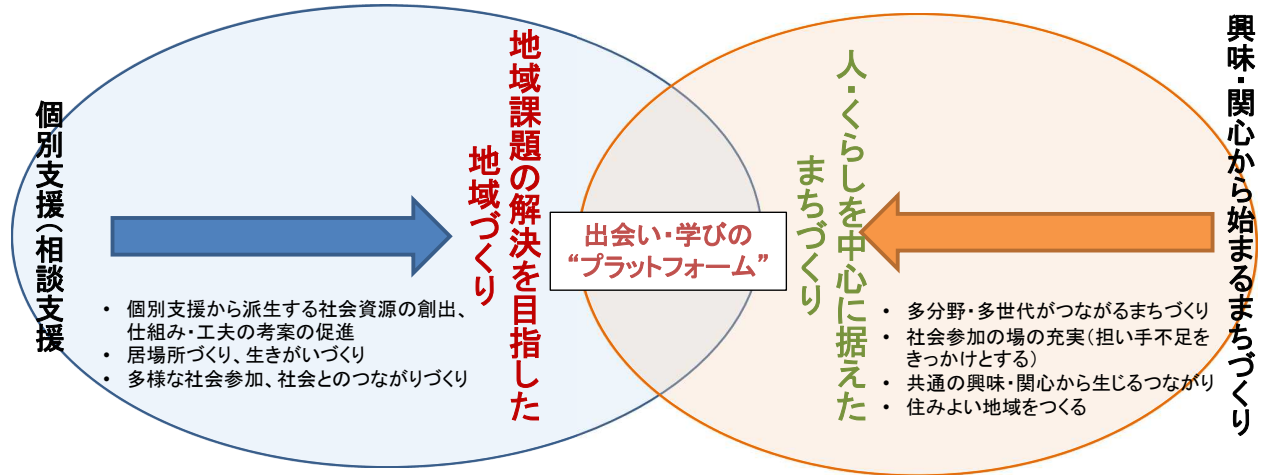 個別支援(相談支援
地域課題の解決を目指した
地域づくり
出会い・学びの
“プラットフォーム”
人・くらしを中心に据えた
まちづくり
興味・関心から始まるまちづくり
• 個別支援から派生する社会資源の創出、
仕組み・工夫の考案の促進
• 居場所づくり、生きがいづくり
• 多様な社会参加、社会とのつながりづくり
• 多分野・多世代がつながるまちづくり
• 社会参加の場の充実(担い手不足を
きっかけとする)
• 共通の興味・関心から生じるつながり
• 住みよい地域をつくる